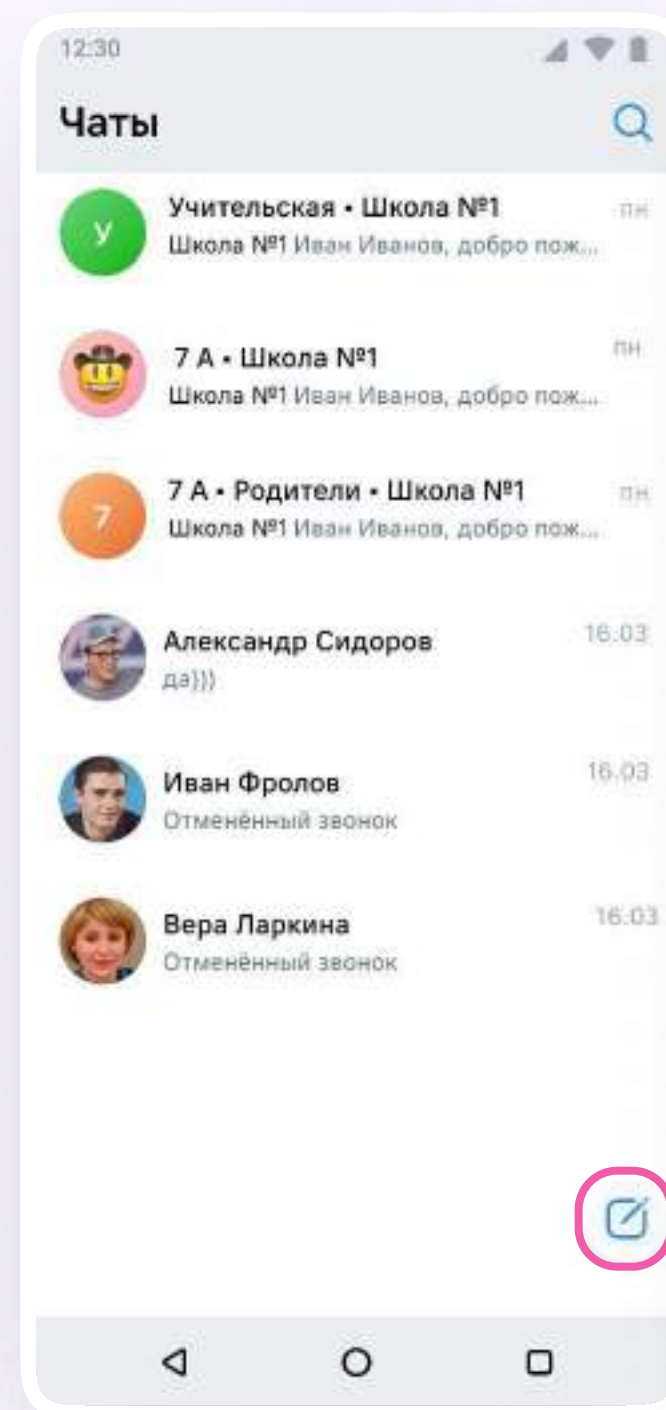 12:30
Чаты
У
Учительская • Школа №1
пн
Школа №1 Иван Иванов, добро пож...
7 А • Школа №1
пн
Школа №1 Иван Иванов, добро пож...
7
7 А • Родители • Школа №1
пн
Школа №1 Иван Иванов, добро пож...
Александр Сидоров
16.03
да)))
Иван Фролов
16.03
Отменённый звонок
Вера Ларкина
16.03
Отменённый звонок